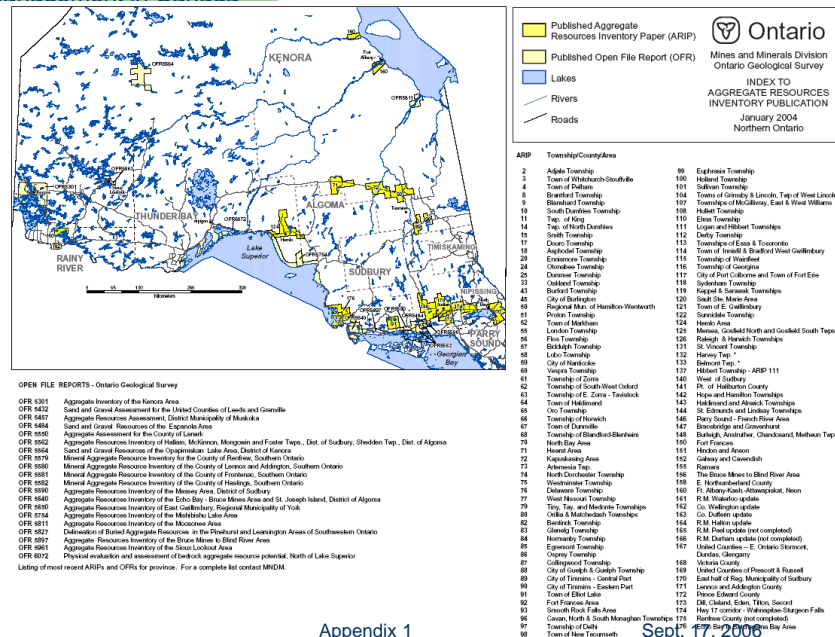 KENORA
THUNDER BAY
ALGOMA
RAINY
RIVER
Lake
Superior
SUDBURY
TIMISKAMING
NIPISSING
PARRY
SOUND
Georgian
Bay
Kilometers
Published Aggregate
Resources Inventory Paper (ARIP)
Published Open File Report (OFR)
Lakes
Rivers
Roads
Ontario
Mines and Minerals Division
Ontario Geological Survey
INDEX TO
AGGREGATE RESOURCES
INVENTORY PUBLICATION
January 2004
Northern Ontario
OPEN FILE REPORTS - Ontario Geological Survey
OFR 5301 Aggregate Inventory of the Kenora Area
OFR 5432 Sand and Gravel Assessment for the United Counties of Leeds and Grenville
OFR 5457 Aggregate Resources Assessment, District Municipality of Muskoka
OFR 5484 Sand and Gravel Resources of the Espanola Area
OFR 5550 Aggregate Assessment for the County of Lanark
OFR 5562 Aggregate Resources Inventory of Hallam, McKinnon, Mongowin and Foster Twps., Dist. of Sudbury, Shedden Twp., Dist. of Algoma
OFR 5564 Sand and Gravel Resources of the Opapimiskan Lake Area, District of Kenora
OFR 5579 Mineral Aggregate Resource Inventory for the County of Renfrew, Southern Ontario
OFR 5580 Mineral Aggregate Resource Inventory of the County of Lennox and Addington, Southern Ontario
OFR 5581 Mineral Aggregate Resource Inventory of the County of Frontenac, Southern Ontario
OFR 5582 Mineral Aggregate Resource Inventory of the County of Hastings, Southern Ontario
OFR 5590 Aggregate Resources Inventory of the Massey Area, District of Sudbury
OFR 5640 Aggregate Resources Inventory of the Echo Bay - Bruce Mines Area and St. Joseph Island, District of Algoma
OFR 5650 Aggregate Resources Inventory of East Gwillimbury, Regional Municipality of York
OFR 5754 Aggregate Resources Inventory of the Mishibishu Lake Area
OFR 5811 Aggregate Resources Inventory of the Moosonee Area
OFR 5827 Delineation of Buried Aggregate Resources in the Pinehurst and Leamington Areas of Southwestern Ontario
OFR 5897 Aggregate Resources Inventory of the Bruce Mines to Blind River Area
OFR 5961 Aggregate Resources Inventory of the Sioux Lookout Area
OFR 6072 Physical evaluation and assessment of bedrock aggregate resource potential, North of Lake Superior
Listing of most recent ARIPs and OFRs for province. For a complete list contact MNDM.
ARIP Township/County/Area
2 Adjala Township
3 Town of Whitchurch-Stouffville
4 Town of Pelham
8 Brantford Township
9 Blanshard Township
10 South Dumfries Township
11 Twp. of King
14 Twp. of North Dumfries
15 Smith Township
17 Douro Township
18 Asphodel Township
20 Ennismore Township
24 Otonabee Township
25 Dummer Township
33 Oakland Township
43 Burford Township
45 City of Burlington
50 Regional Mun. of Hamilton-Wentworth
51 Proton Township
52 Town of Markham
55 London Township
56 Flos Township
57 Biddulph Township
58 Lobo Township
59 City of Nanticoke
60 Vespra Township
61 Township of Zorra
62 Township of South-West Oxford
63 Township of E. Zorra - Tavistock
64 Town of Haldimand
65 Oro Township
66 Township of Norwich
67 Town of Dunnville
68 Township of Blandford-Blenheim
70 North Bay Area
71 Hearst Area
72 Kapuskasing Area
73 Artemesia Twp.
74 North Dorchester Township
75 Westminster Township
76 Delaware Township
77 West Nissouri Township
79 Tiny, Tay, and Medonte Townships
80 Orillia & Matchedash Townships
82 Bentinck Township
83 Glenelg Township
84 Normanby Township
85 Egremont Township
86 Osprey Township
87 Collingwood Township
88 City of Guelph & Guelph Township
89 City of Timmins - Central Part
90 City of Timmins - Eastern Part
91 Town of Elliot Lake
92 Fort Frances Area
93 Smooth Rock Falls Area
96 Cavan, North & South Monaghan Townships
97 Township of Delhi
98 Town of New Tecumseth
99 Euphrasia Township
100 Holland Township
101 Sullivan Township
104 Towns of Grimsby & Lincoln, Twp of West Lincoln
107 Townships of McGillivray, East & West Williams
108 Hullett Township
110 Elma Township
111 Logan and Hibbert Townships
112 Derby Township
113 Townships of Essa & Tosorontio
114 Town of Innisfil & Bradford West Gwillimbury
115 Township of Wainfleet
116 Township of Georgina
117 City of Port Colborne and Town of Fort Erie
118 Sydenham Township
119 Keppel & Sarawak Townships
120 Sault Ste. Marie Area
121 Town of E. Gwillimbury
122 Sunnidale Township
124 Hemlo Area
125 Mersea, Gosfield North and Gosfield South Twps
126 Raleigh & Harwich Townships
131 St. Vincent Township
132 Harvey Twp. *
133 Belmont Twp. *
137 Hibbert Township - ARIP 111
140 West of Sudbury
141 Pt. of Haliburton County
142 Hope and Hamilton Townships
143 Haldimand and Alnwick Townships
144 St. Edmunds and Lindsay Townships
145 Parry Sound - French River Area
147 Bracebridge and Gravenhurst
148 Burleigh, Anstruther, Chandosand, Methuen Twp
150 Fort Frances
151 Hindon and Anson
152 Galway and Cavendish
155 Ramara
156 The Bruce Mines to Blind River Area
158 E. Northumberland County
160 Ft. Albany-Kash.-Attawapiskat, Neon
161 R.M. Waterloo update
162 Co. Wellington update
163 Co. Dufferin update
164 R.M. Halton update
165 R.M. Peel update (not completed)
166 R.M. Durham update (not completed)
167 United Counties -- E. Ontario Stormont,
Dundas, Glengarry
168 Victoria County
169 United Counties of Prescott & Russell
170 East half of Reg. Municipality of Sudbury
171 Lennox and Addington County
172 Prince Edward County
173 Dill, Cleland, Eden, Tilton, Secord
174 Hwy 17 corridor - Wahnapitae-Sturgeon Falls
175 Renfrew County (not completed)
176 Echo Bay to Batchawana Bay Area
Appendix 1
Sept. 17, 2006